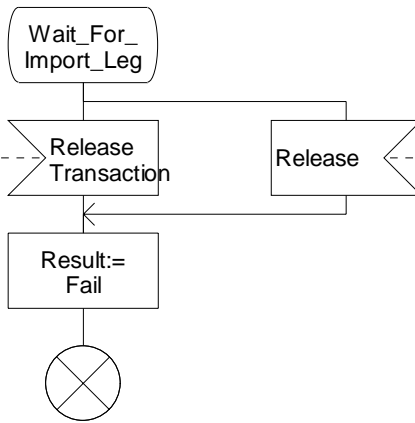 Wait_For_
Import_Leg
Release
Transaction
Release
Result:=
Fail